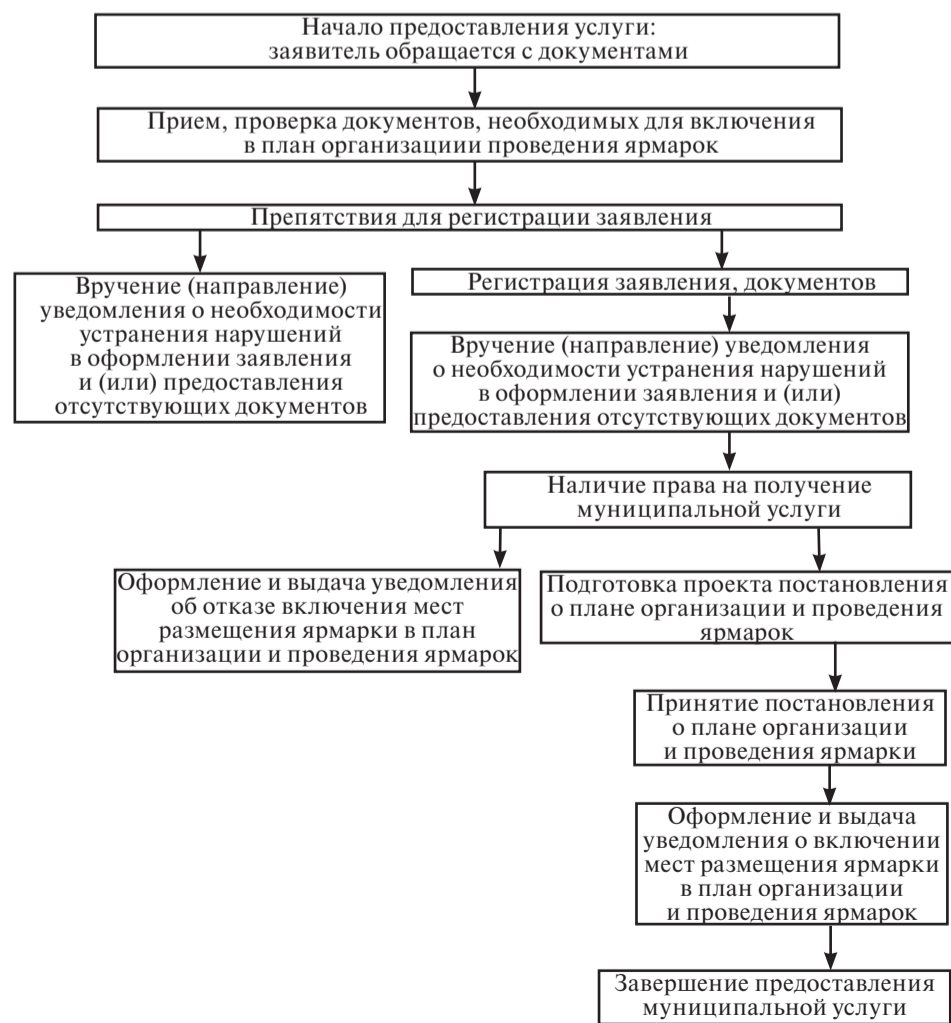 Начало предоставления услуги:
заявитель обращается с документами
Прием, проверка документов, необходимых для включения
в план организациии проведения ярмарок
Препятствия для регистрации заявления
Вручение (направление)
уведомления о необходимости
устранения нарушений
в оформлении заявления
и (или) предоставления
отсутствующих документов
Регистрация заявления, документов
Вручение (направление) уведомления
о необходимости устранения нарушений
в оформлении заявления и (или)
предоставления отсутствующих документов
Наличие права на получение
муниципальной услуги
Оформление и выдача уведомления
об отказе включения мест
размещения ярмарки в план
организации и проведения ярмарок
Подготовка проекта постановления
о плане организации и проведения
ярмарок
Принятие постановления
о плане организации
и проведения ярмарки
Оформление и выдача
уведомления о включении
мест размещения ярмарки
в план организации
и проведения ярмарок
Завершение предоставления
муниципальной услуги